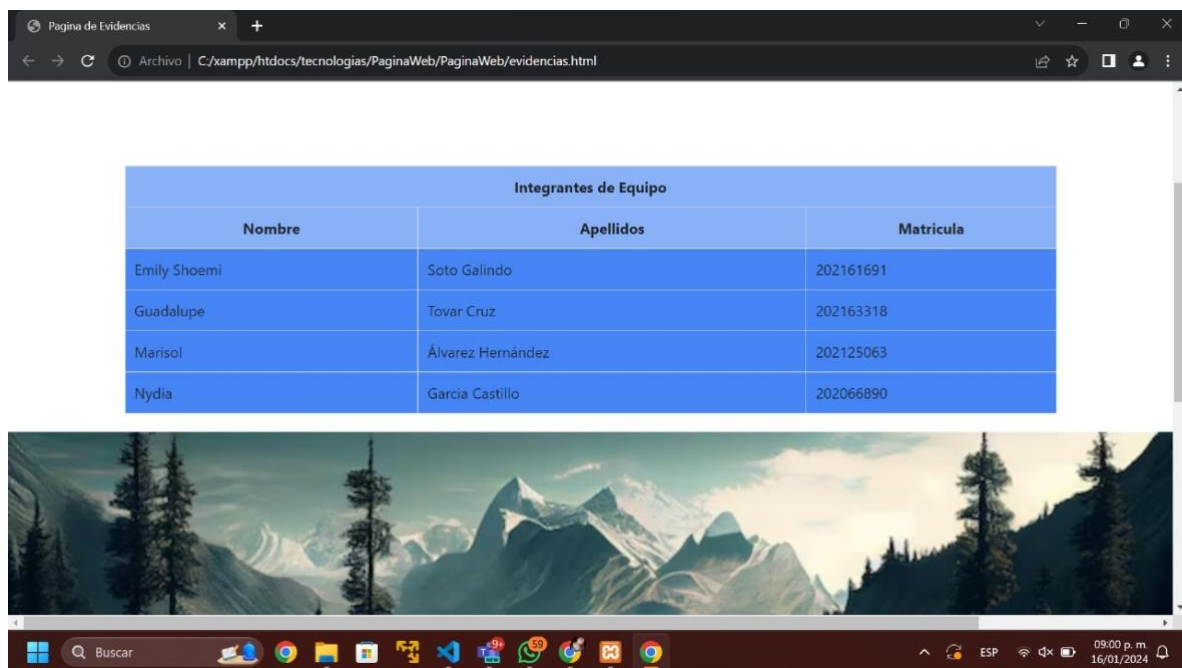 Pagina de Evidencias
Archivo | C:/xampp/htdocs/tecnologias/PaginaWeb/PaginaWeb/evidencias.html
Integrantes de Equipo
Nombre Apellidos Matricula
Emily Shoemi Soto Galindo 202161691
Guadalupe Tovar Cruz 202163318
Marisol Álvarez Hernández 202125063
Nydia Garcia Castillo 202066890
Buscar 9+ 59 ESP 09:00 p. m.
16/01/2024